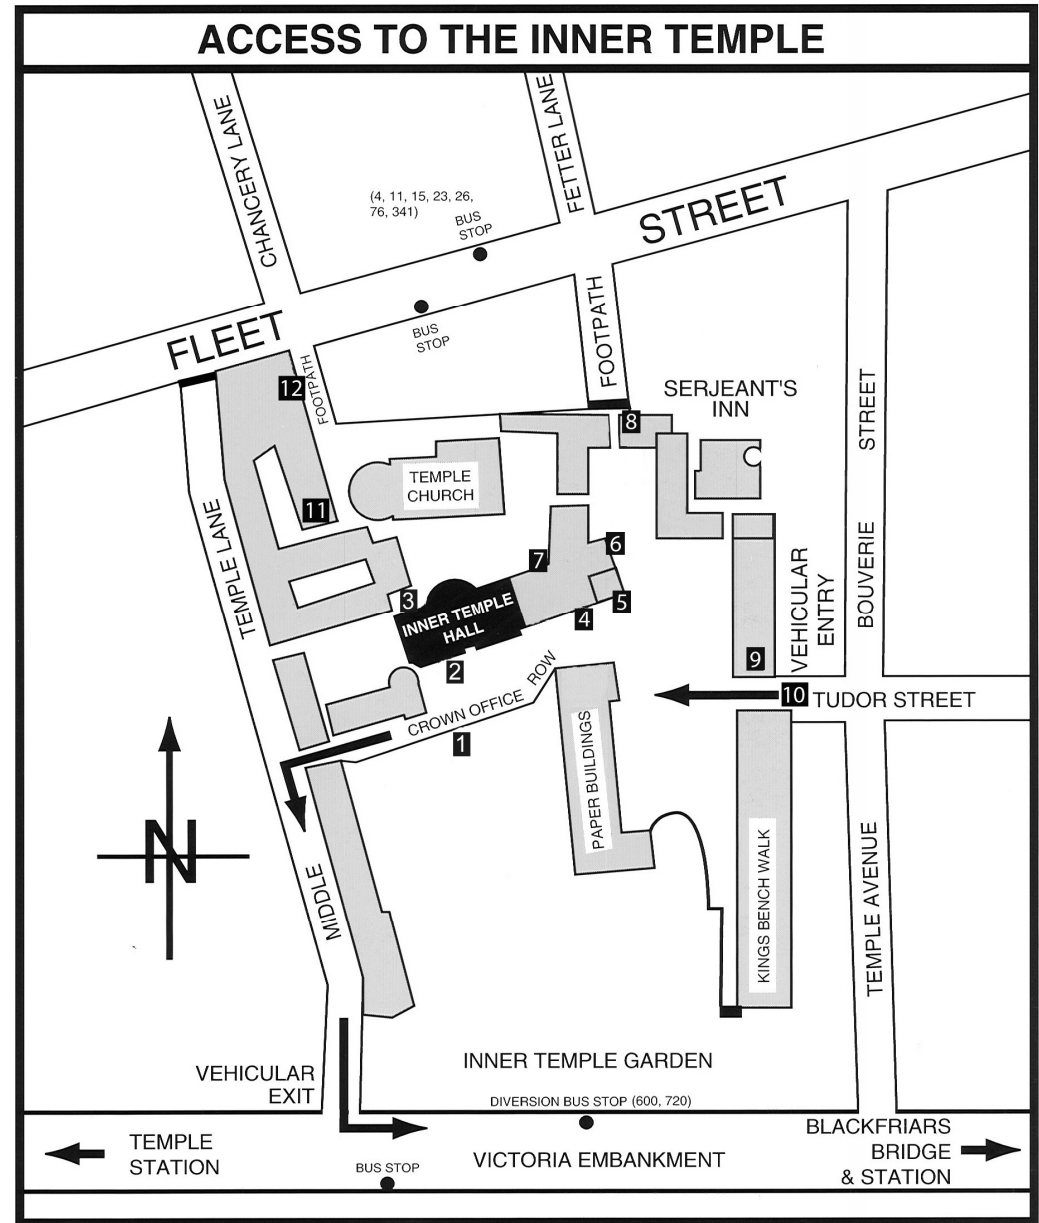 ACCESS TO THE INNER TEMPLE
CHANCERY LANE
FETTER LANE
(4, 11, 15, 23, 26,
76, 341)
BUS
STOP
STREET
FLEET
BUS
STOP
FOOTPATH
FOOTPATH
12
SERJEANT'S
INN
8
BOUVERIE STREET
TEMPLE
CHURCH
11
7
6
3
INNER TEMPLE
HALL
5
4
2
VEHICULAR
ENTRY
9
10
TUDOR STREET
CROWN OFFICE ROW
1
MIDDLE TEMPLE LANE
PAPER BUILDINGS
KINGS BENCH WALK
TEMPLE AVENUE
N
INNER TEMPLE GARDEN
VEHICULAR
EXIT
DIVERSION BUS STOP (600, 720)
TEMPLE
STATION
BUS STOP
VICTORIA EMBANKMENT
BLACKFRIARS
BRIDGE
& STATION